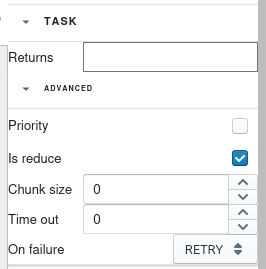 TASK
Returns
ADVANCED
Priority
Is reduce
Chunk size 0
Time out 0
On failure RETRY